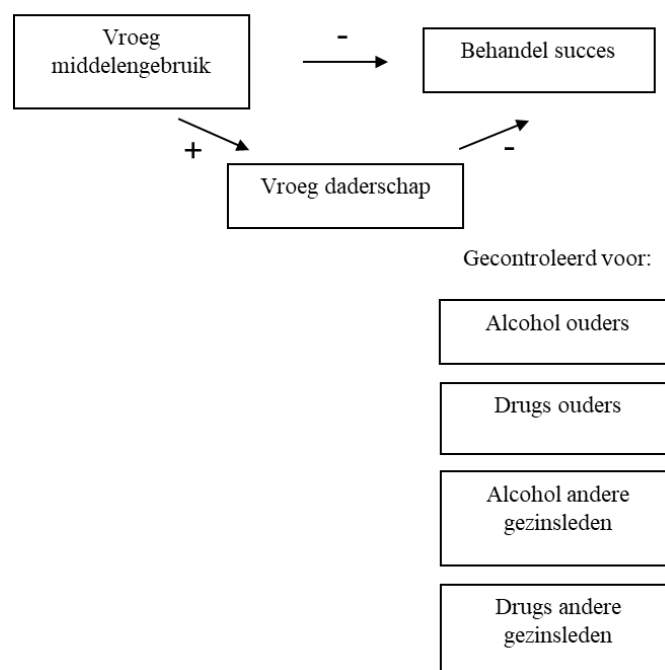 Vroeg
middelengebruik
-
Behandel succes
+
-
Vroeg daderschap
Gecontroleerd voor:
Alcohol ouders
Drugs ouders
Alcohol andere
gezinsleden
Drugs andere
gezinsleden